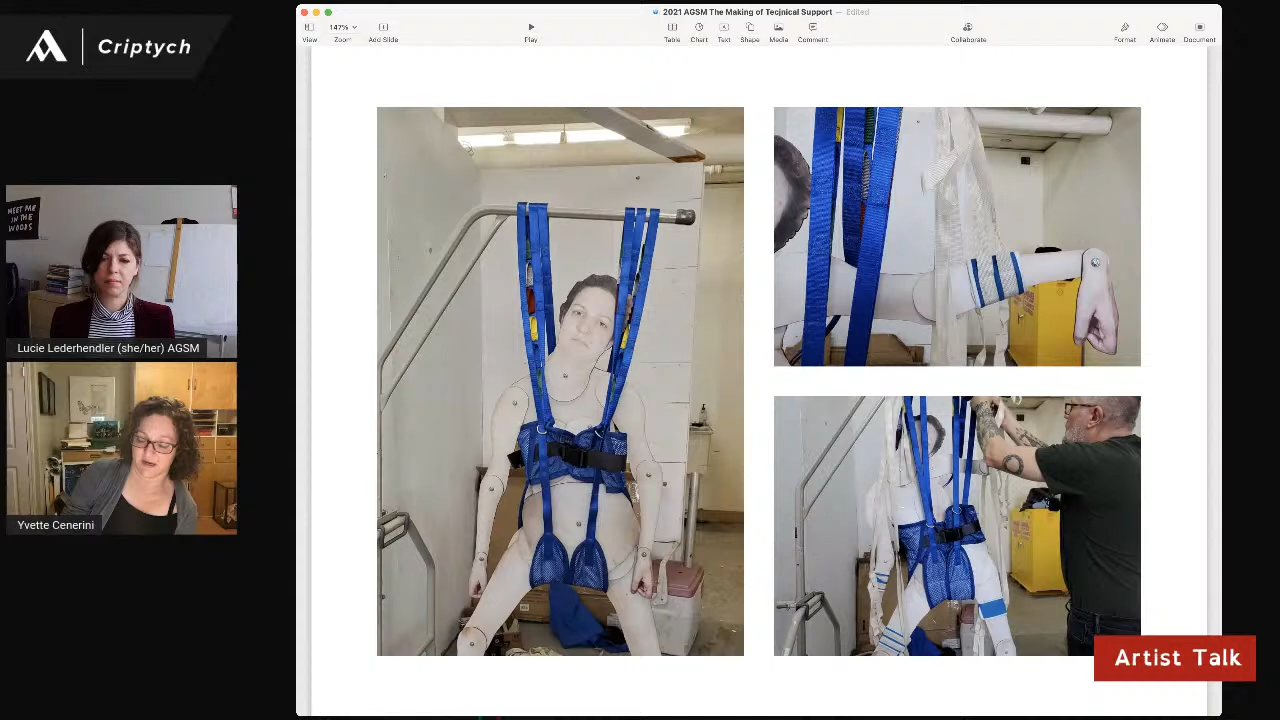 Criptych
2021 AGSM The Making of Tecjnical Support — Edited
147%
View
Zoom
Add Slide
Play
Table
Chart
Text
Shape
Media
Comment
Collaborate
Format
Animate
Document
MEET ME
IN THE
WOODS
Lucie Lederhendler (she/her) AGSM
Yvette Cenerini
Artist Talk